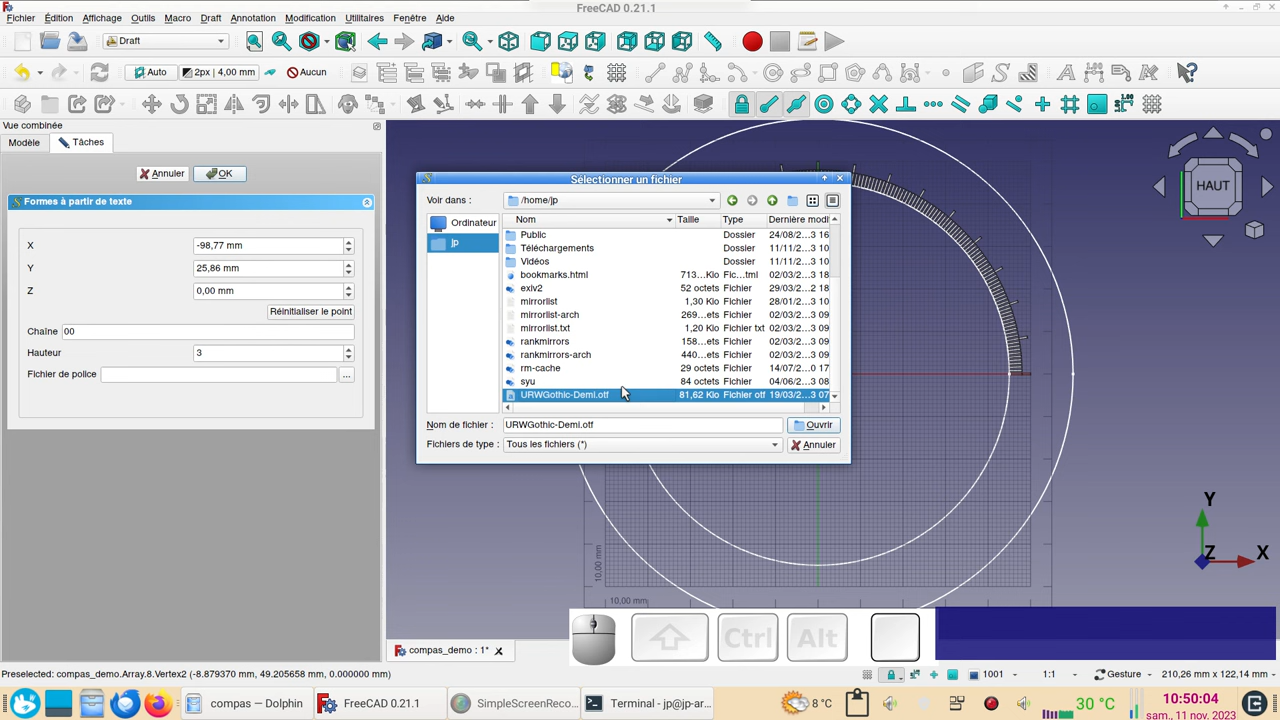 FreeCAD 0.21.1
Fichier Édition Affichage Outils Macro Draft Annotation Modification Utilitaires Fenêtre Aide
Draft
Auto 2px | 4,00 mm Aucun
Vue combinée
Modèle Tâches
Annuler OK
Formes à partir de texte
X -98,77 mm
Y 25,86 mm
Z 0,00 mm
Réinitialiser le point
Chaîne 00
Hauteur 3
Fichier de police ...
Sélectionner un fichier
Voir dans : /home/jp
Ordinateur
jp
Nom Taille Type Dernière modi
Public Dossier 24/08/2...3 16
Téléchargements Dossier 11/11/2...3 10
Vidéos Dossier 11/11/2...3 10
bookmarks.html 713...Kio Fic...tml 02/03/2...3 18
exiv2 52 octets Fichier 29/03/2...2 18
mirrorlist 1,30 Kio Fichier 28/01/2...3 10
mirrorlist-arch 269...ets Fichier 02/03/2...3 09
mirrorlist.txt 1,20 Kio Fichier txt 02/03/2...3 09
rankmirrors 158...ets Fichier 02/03/2...3 09
rankmirrors-arch 440...ets Fichier 02/03/2...3 09
rm-cache 29 octets Fichier 14/07/2...0 17
syu 84 octets Fichier 04/06/2...3 08
URWGothic-Demi.otf 81,62 Kio Fichier otf 19/03/2...3 07
Nom de fichier : URWGothic-Demi.otf Ouvrir
Fichiers de type : Tous les fichiers (*) Annuler
HAUT
10,00 mm
10,00 mm
Y
Z X
Ctrl Alt
compas_demo : 1*
Preselected: compas_demo.Array.8.Vertex2 (-8.879370 mm, 49.205658 mm, 0.000000 mm) 1001 1:1 Gesture 210,26 mm x 122,14 mm
compas — Dolphin FreeCAD 0.21.1 SimpleScreenReco... Terminal - jp@jp-ar... 8°C 30 °C 10:50:04
sam., 11 nov. 2023